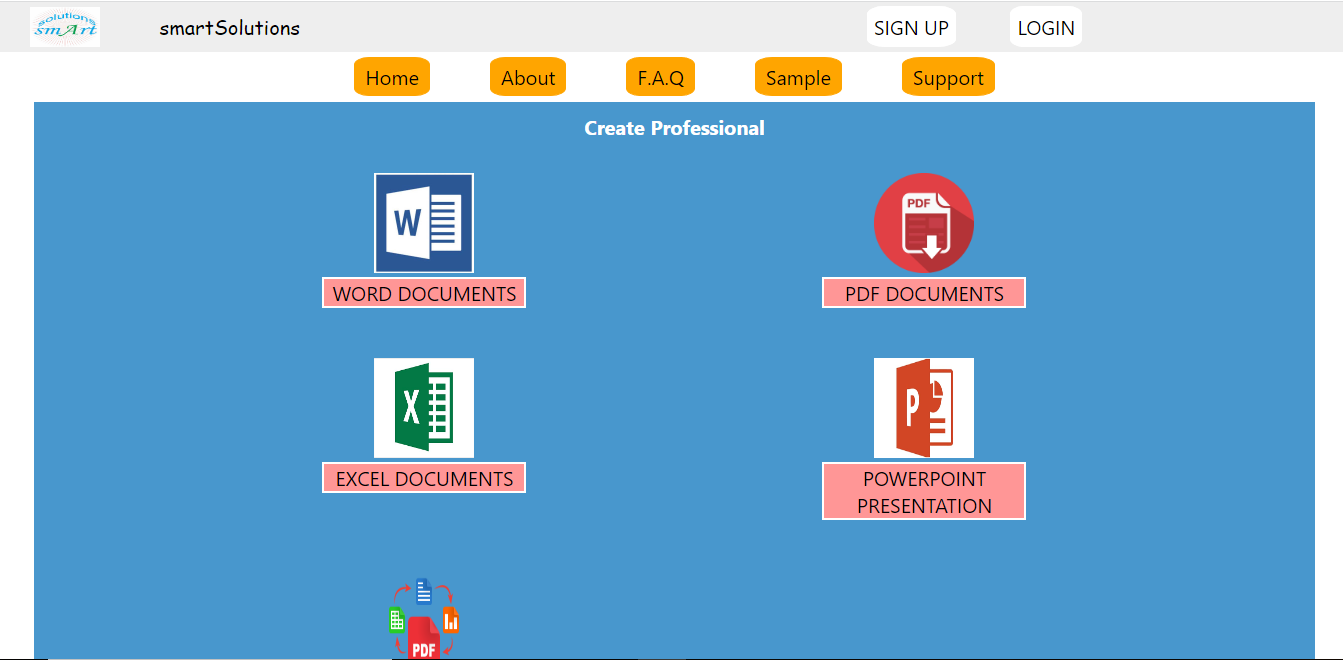 solutions
smArt
smartSolutions
SIGN UP
LOGIN
Home
About
F.A.Q
Sample
Support
Create Professional
W
PDF
WORD DOCUMENTS
PDF DOCUMENTS
X
P
EXCEL DOCUMENTS
POWERPOINT
PRESENTATION
PDF